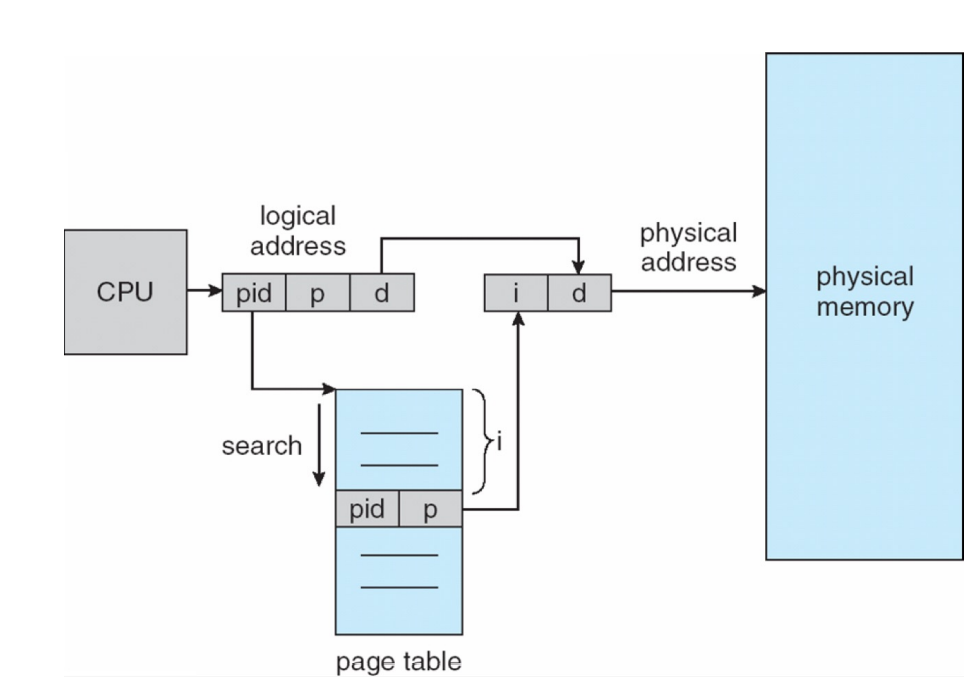 logical
address
physical
address
CPU
pid p d
i d
physical
memory
search
i
pid p
page table